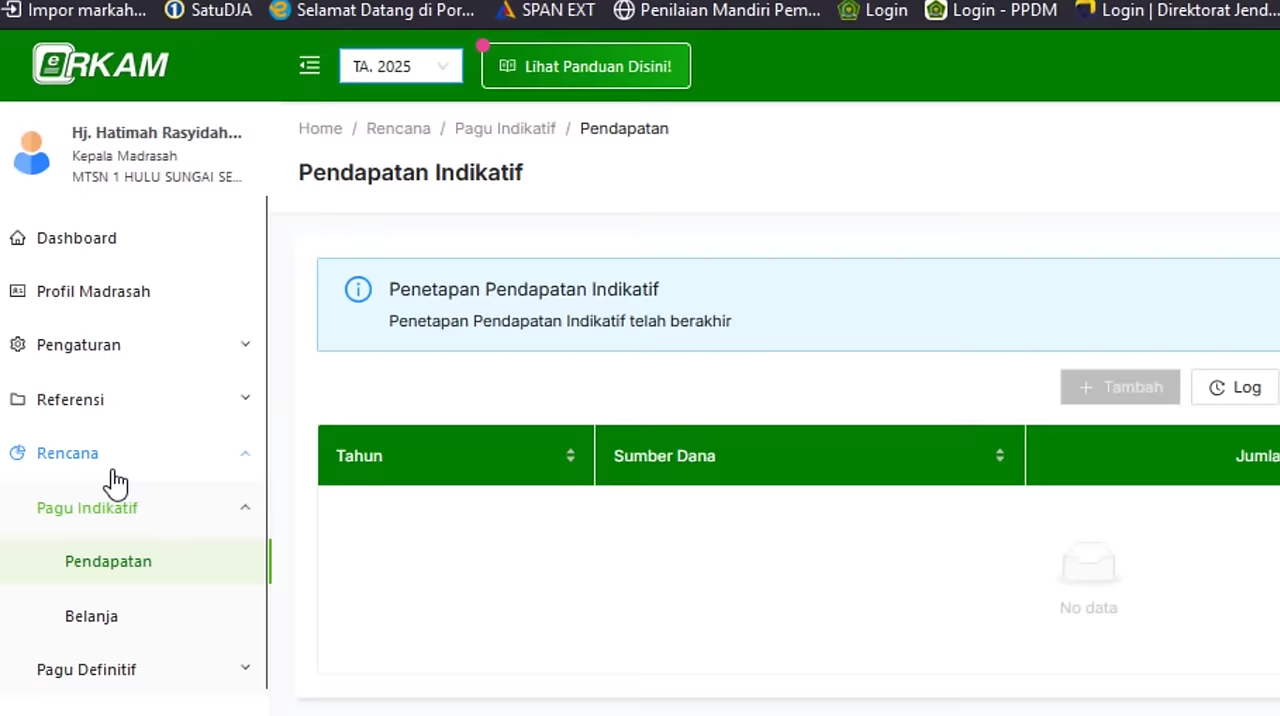 Impor markah... SatuDJA Selamat Datang di Por... SPAN EXT Penilaian Mandiri Pem... Login Login - PPDM Login | Direktorat Jend...
eRKAM TA. 2025 Lihat Panduan Disini!
Hj. Hatimah Rasyidah...
Kepala Madrasah
MTSN 1 HULU SUNGAI SE...
Home / Rencana / Pagu Indikatif / Pendapatan
Pendapatan Indikatif
Dashboard
Profil Madrasah
Pengaturan
Referensi
Rencana
Pagu Indikatif
Pendapatan
Belanja
Pagu Definitif
Penetapan Pendapatan Indikatif
Penetapan Pendapatan Indikatif telah berakhir
+ Tambah Log
Tahun Sumber Dana Jumla
No data